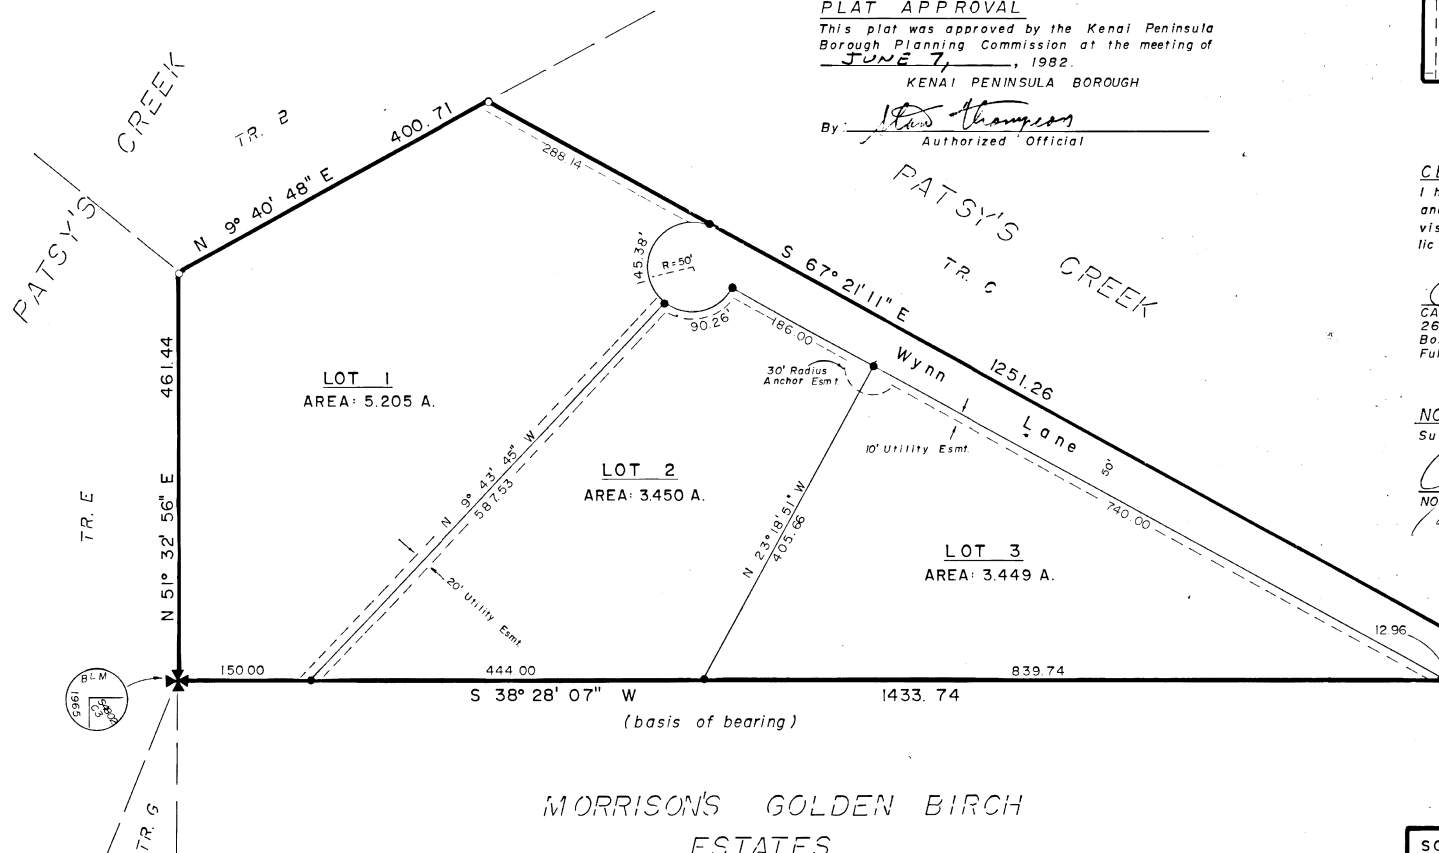 PLAT APPROVAL
This plat was approved by the Kenai Peninsula
Borough Planning Commission at the meeting of
JUNE 7, , 1982.
KENAI PENINSULA BOROUGH
By:
Authorized Official
PATSY'S CREEK
TR. 2
N 9° 40' 48" E
400.71
288.14
145.38'
R=50'
90.26'
186.00
PATSY'S CREEK
TR. C
S 67° 21' 11" E
1251.26
Wynn Lane
50'
30' Radius
Anchor Esmt.
10' Utility Esmt.
740.00
461.44
N 51° 32' 56" E
TR. E
LOT 1
AREA: 5.205 A.
N 9° 43' 45" W
587.53
LOT 2
AREA: 3.450 A.
N 23° 18' 51" W
405.66
LOT 3
AREA: 3.449 A.
20' Utility Esmt.
12.96
BLM
1965
C3
150.00
444.00
839.74
S 38° 28' 07" W
1433.74
(basis of bearing)
TR. G
MORRISON'S GOLDEN BIRCH
ESTATES